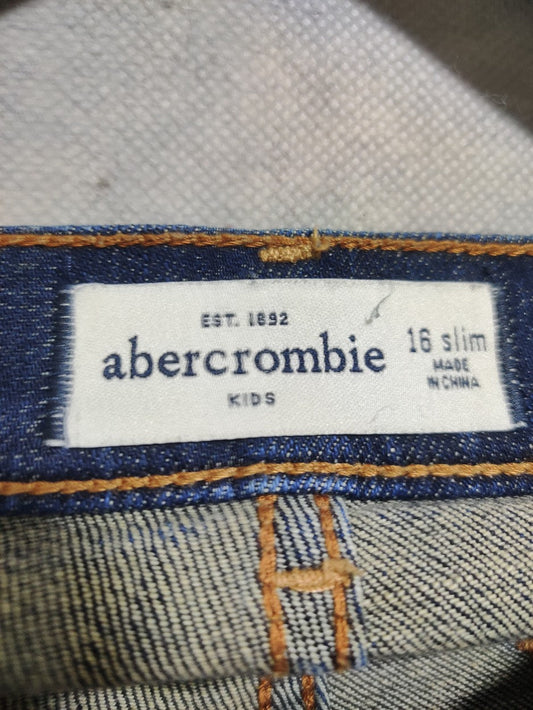 EST. 1892
abercrombie
KIDS
16 slim
MADE
IN CHINA